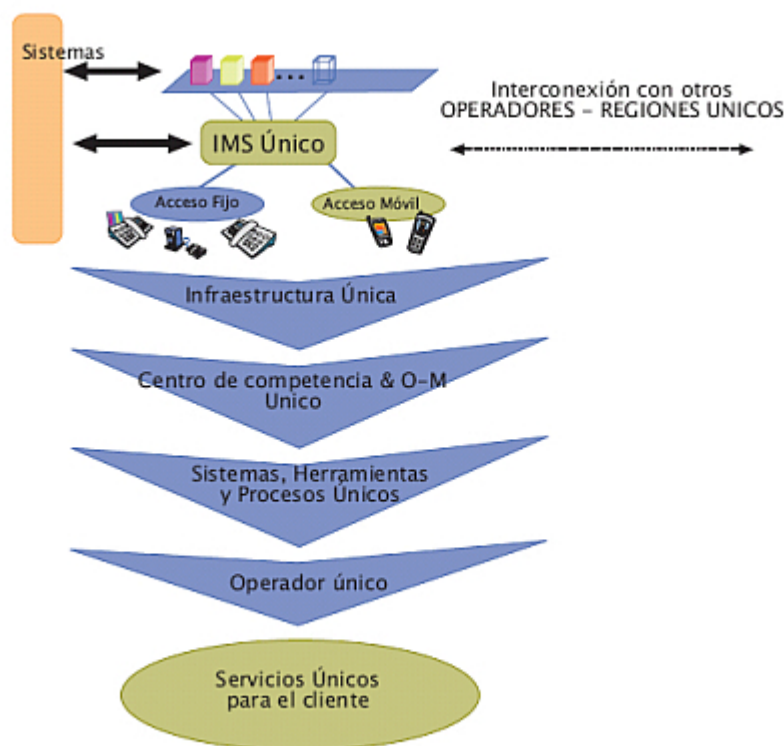 Sistemas
...
Interconexión con otros
OPERADORES - REGIONES UNICOS
IMS Único
Acceso Fijo
Acceso Móvil
Infraestructura Única
Centro de competencia & O-M
Unico
Sistemas, Herramientas
y Procesos Únicos
Operador único
Servicios Únicos
para el cliente